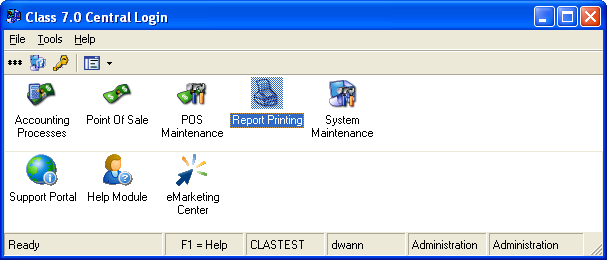 Class 7.0 Central Login
File Tools Help
Accounting Processes
Point Of Sale
POS Maintenance
Report Printing
System Maintenance
Support Portal
Help Module
eMarketing Center
Ready F1 = Help CLASTEST dwann Administration Administration